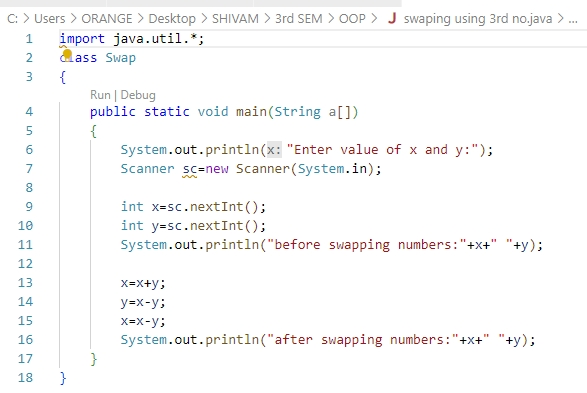 C: > Users > ORANGE > Desktop > SHIVAM > 3rd SEM > OOP > J swaping using 3rd no.java > ...
1 import java.util.*;
2 class Swap
3 {
Run | Debug
4 public static void main(String a[])
5 {
6 System.out.println(x: "Enter value of x and y:");
7 Scanner sc=new Scanner(System.in);
8
9 int x=sc.nextInt();
10 int y=sc.nextInt();
11 System.out.println("before swapping numbers:"+x+" "+y);
12
13 x=x+y;
14 y=x-y;
15 x=x-y;
16 System.out.println("after swapping numbers:"+x+" "+y);
17 }
18 }